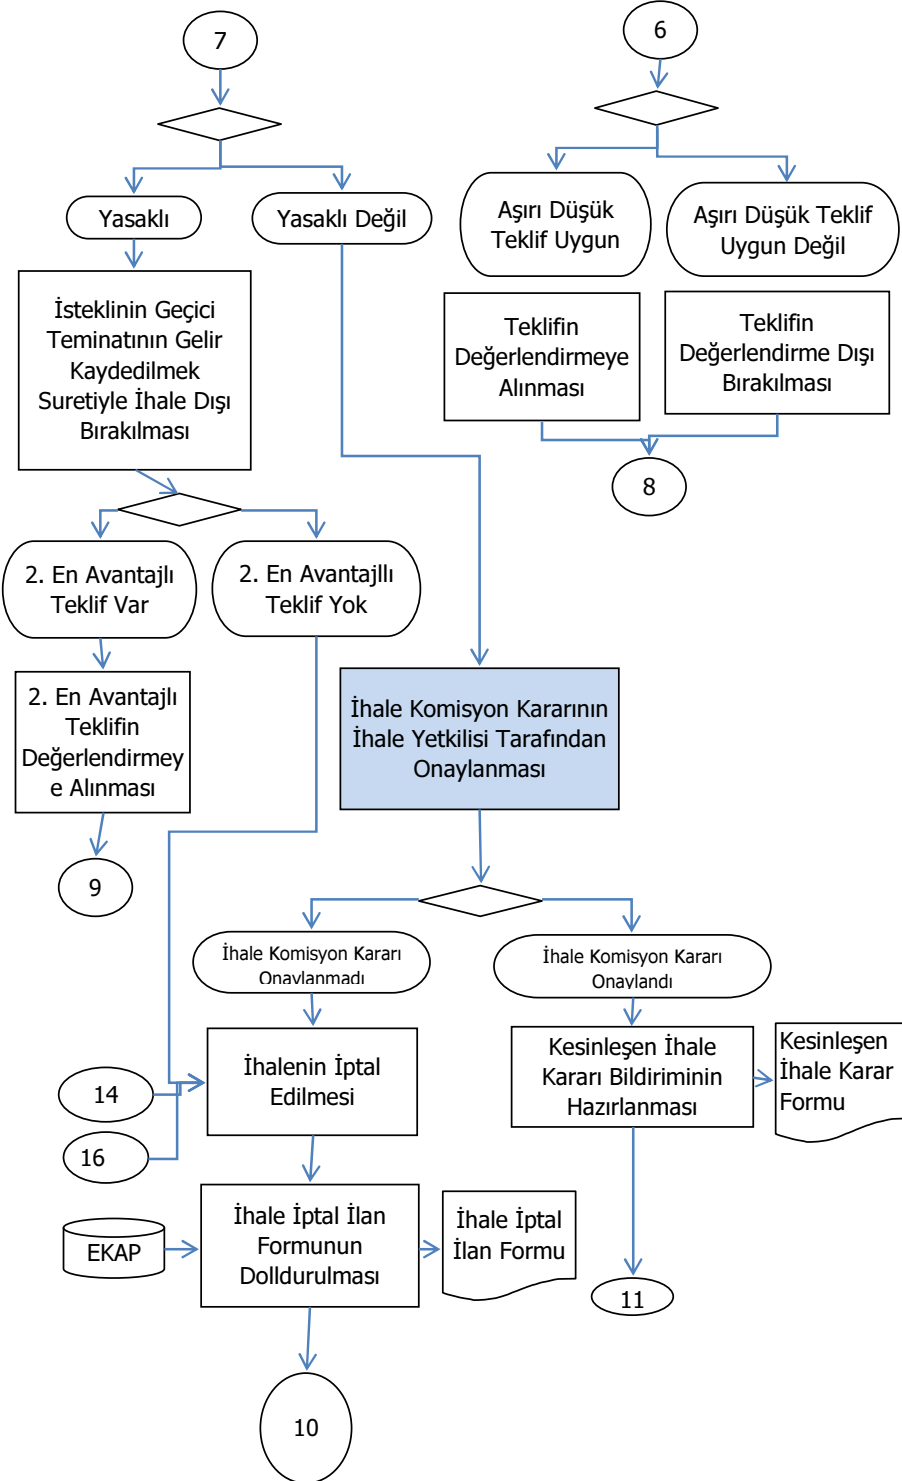 7
6
Yasaklı
Yasaklı Değil
Aşırı Düşük
Teklif Uygun
Aşırı Düşük Teklif
Uygun Değil
İsteklinin Geçici
Teminatının Gelir
Kaydedilmek
Suretiyle İhale Dışı
Bırakılması
Teklifin
Değerlendirmeye
Alınması
Teklifin
Değerlendirme Dışı
Bırakılması
8
2. En Avantajlı
Teklif Var
2. En Avantajllı
Teklif Yok
2. En Avantajlı
Teklifin
Değerlendirmey
e Alınması
İhale Komisyon Kararının
İhale Yetkilisi Tarafından
Onaylanması
9
İhale Komisyon Kararı
Onaylanmadı
İhale Komisyon Kararı
Onaylandı
İhalenin İptal
Edilmesi
Kesinleşen İhale
Kararı Bildiriminin
Hazırlanması
Kesinleşen
İhale Karar
Formu
14
16
EKAP
İhale İptal İlan
Formunun
Dolldurulması
İhale İptal
İlan Formu
11
10